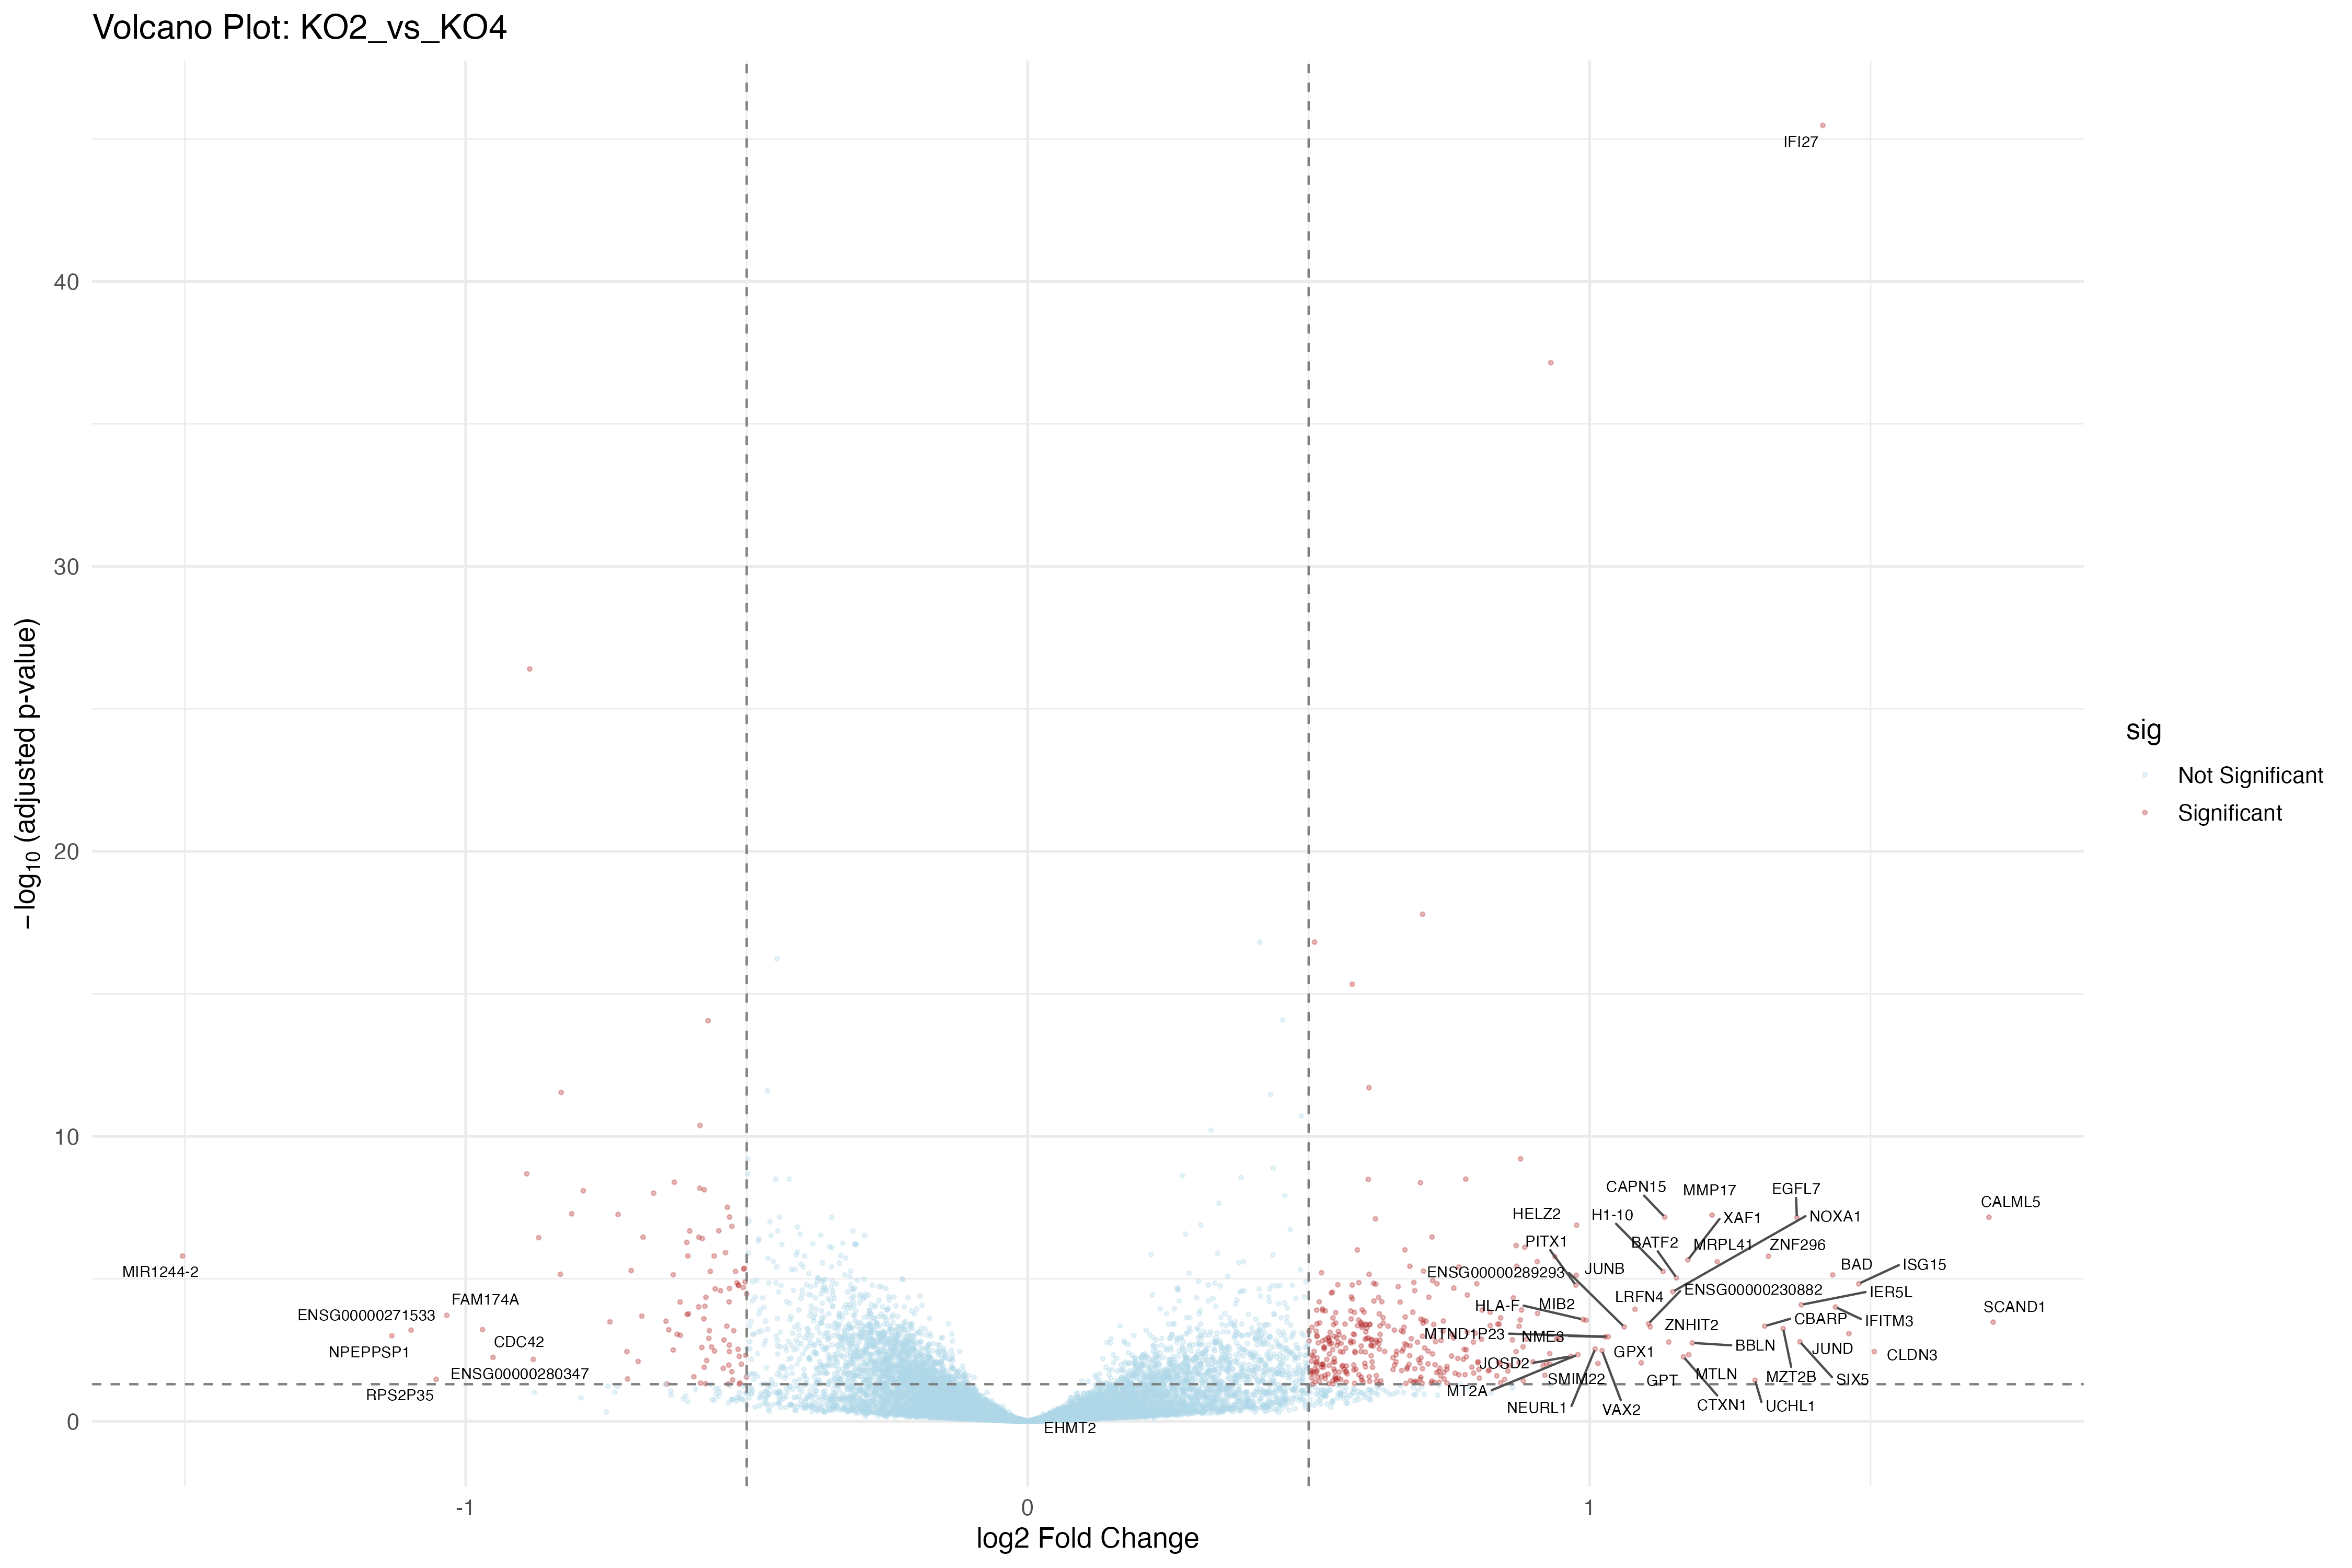 Volcano Plot: KO2_vs_KO4
−log10 (adjusted p-value)
40
30
20
10
0
-1
0
1
log2 Fold Change
sig
Not Significant
Significant
IFI27
CAPN15
MMP17
EGFL7
CALML5
HELZ2
H1-10
XAF1
NOXA1
PITX1
BATF2
MRPL41
ZNF296
BAD
ISG15
ENSG00000289293
JUNB
ENSG00000230882
IER5L
LRFN4
HLA-F
MIB2
CBARP
IFITM3
SCAND1
MTND1P23
NME3
ZNHIT2
GPX1
BBLN
JUND
CLDN3
JOSD2
SMIM22
GPT
MTLN
MZT2B
SIX5
MT2A
NEURL1
VAX2
CTXN1
UCHL1
EHMT2
MIR1244-2
FAM174A
ENSG00000271533
CDC42
NPEPPSP1
ENSG00000280347
RPS2P35